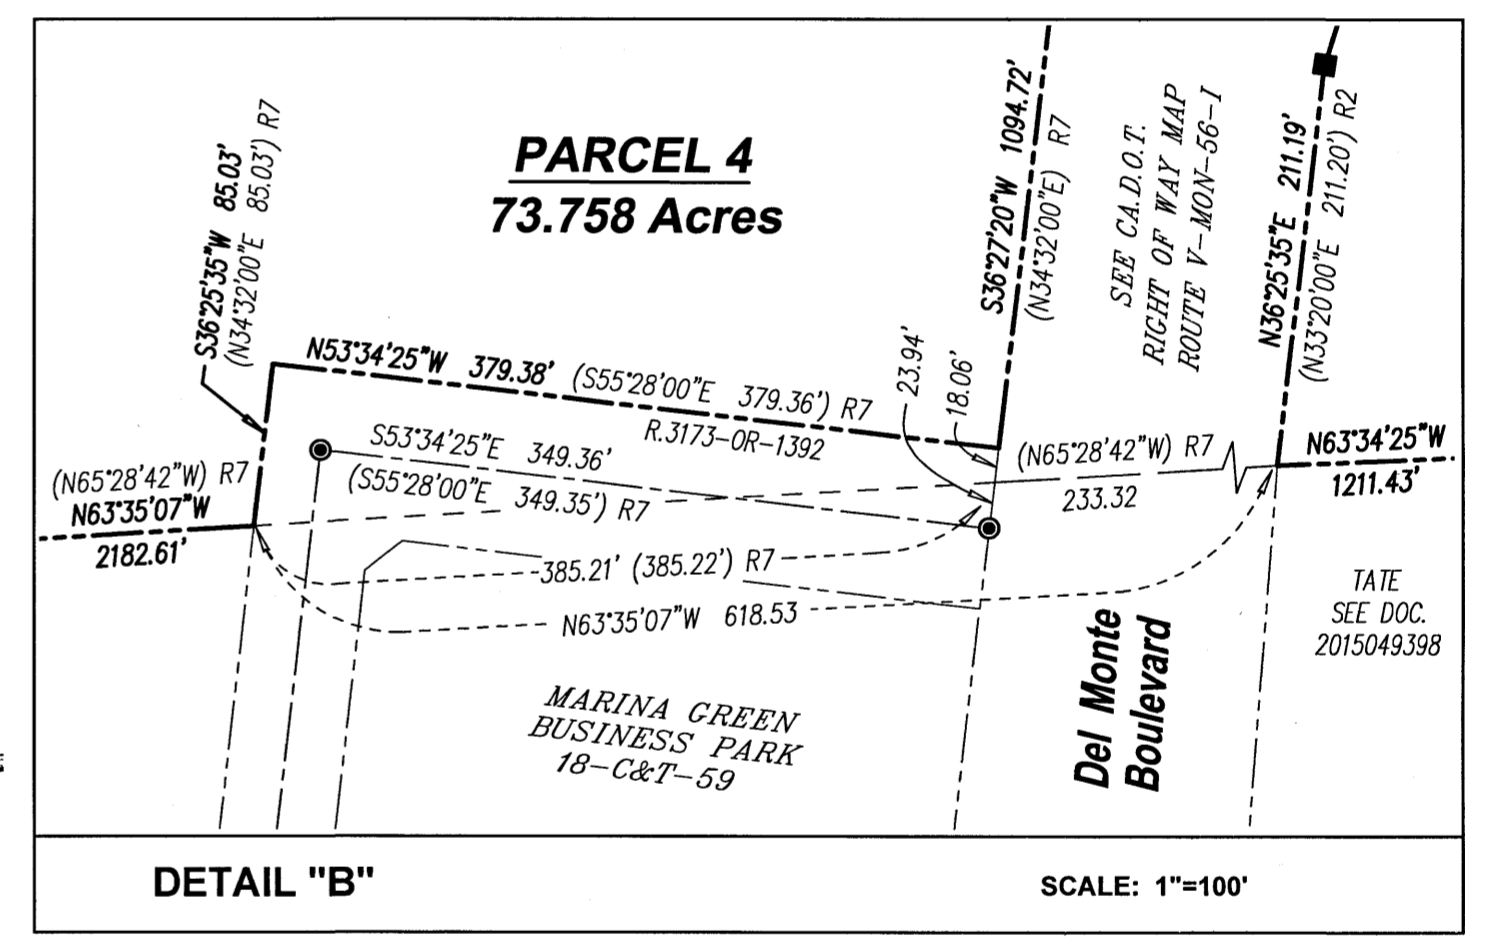 PARCEL 4
73.758 Acres
S36°25'35"W 85.03'
(N34°32'00"E 85.03') R7
N53°34'25"W 379.38' (S55°28'00"E 379.36') R7
R.3173-OR-1392
S53°34'25"E 349.36'
(S55°28'00"E 349.35') R7
(N65°28'42"W) R7
N63°35'07"W
2182.61'
385.21' (385.22') R7
N63°35'07"W 618.53
23.94'
18.06'
S36°27'20"W 1094.72'
(N34°32'00"E) R7
SEE CA.D.O.T.
RIGHT OF WAY MAP
ROUTE V-MON-56-I
N36°25'35"E 211.19'
(N33°20'00"E 211.20') R2
(N65°28'42"W) R7
233.32
N63°34'25"W
1211.43'
TATE
SEE DOC.
2015049398
Del Monte
Boulevard
MARINA GREEN
BUSINESS PARK
18-C&T-59
DETAIL "B"
SCALE: 1"=100'